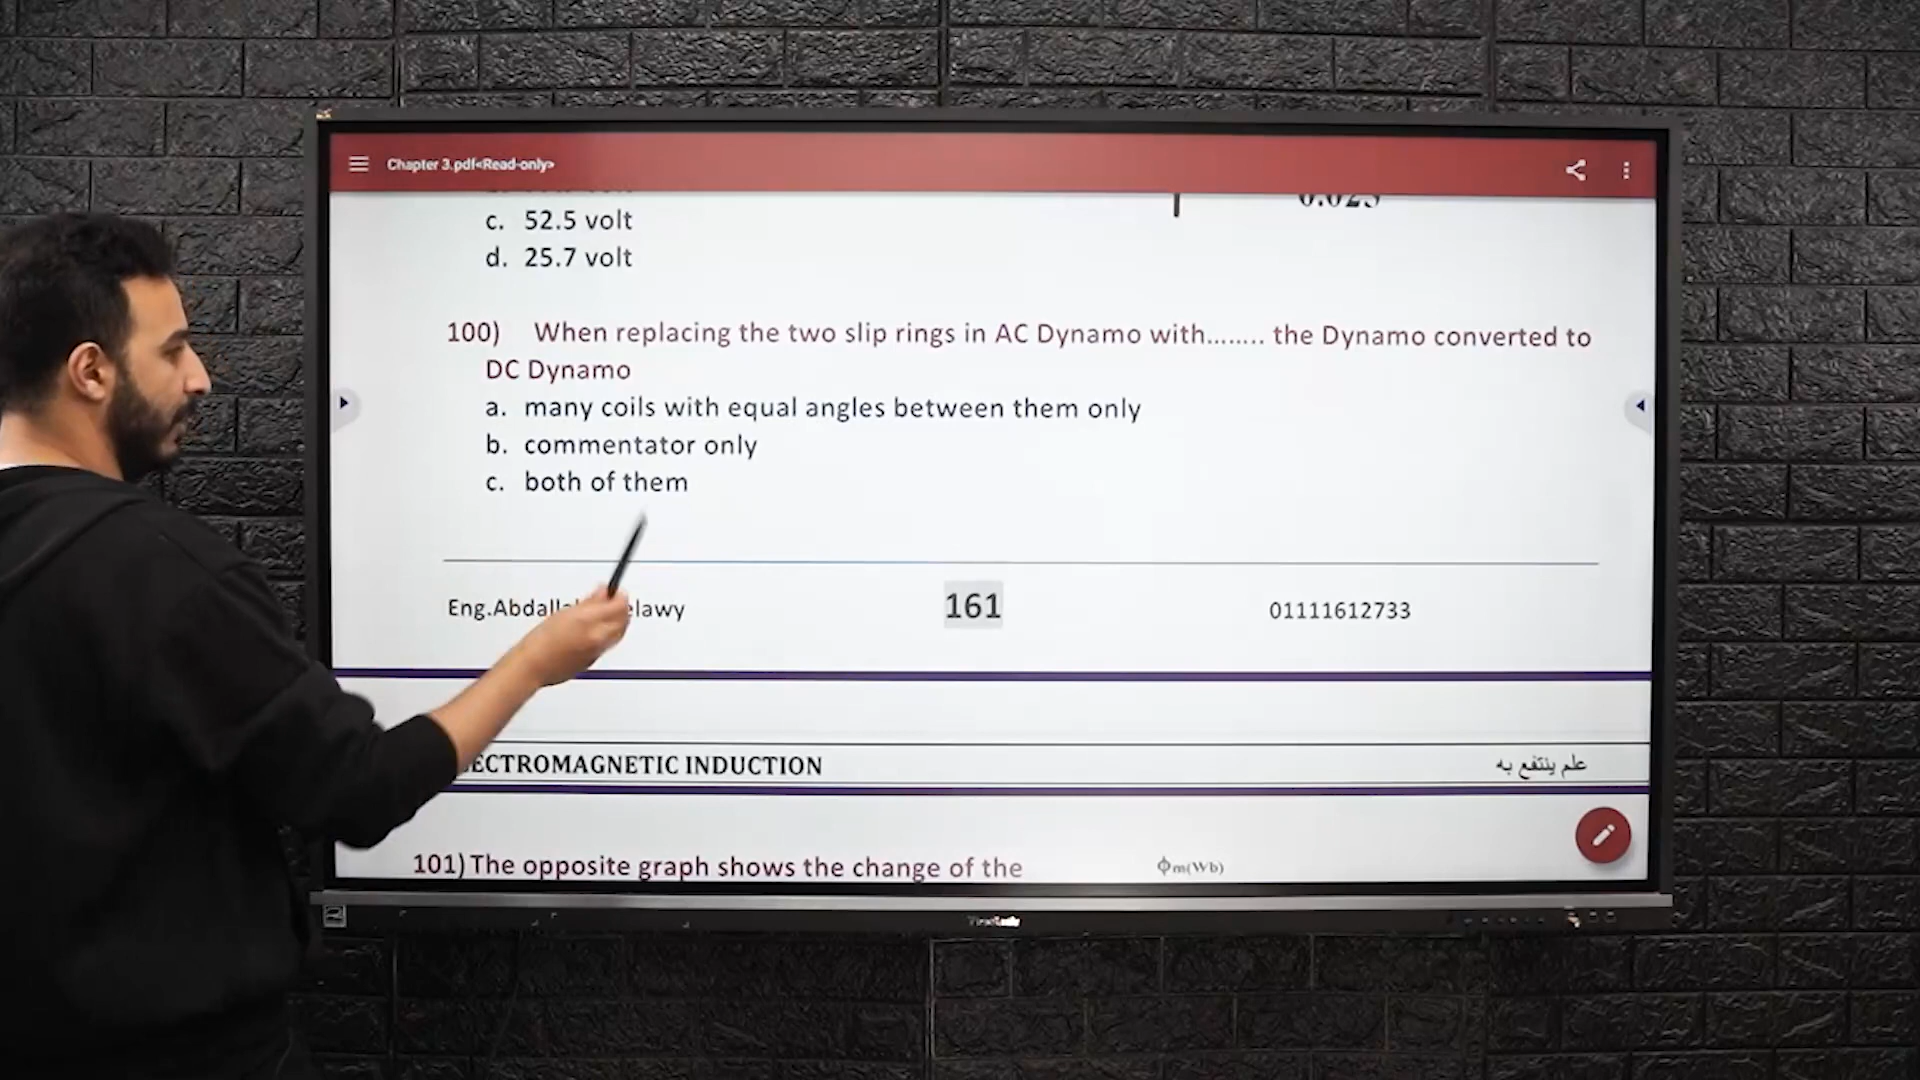 Chapter 3.pdf<Read-only>
c. 52.5 volt
d. 25.7 volt
100) When replacing the two slip rings in AC Dynamo with........ the Dynamo converted to
DC Dynamo
a. many coils with equal angles between them only
b. commentator only
c. both of them
161
01111612733
INDUCTION
علم ينتفع به
101) The opposite graph shows the change of the
ϕm(Wb)